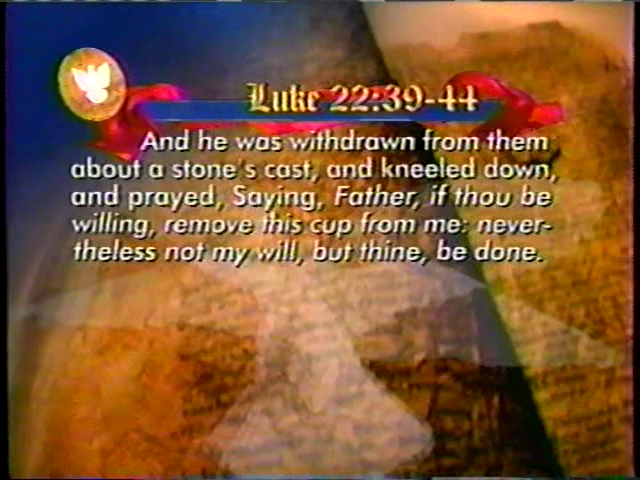 Luke 22:39-44
And he was withdrawn from them
about a stone's cast, and kneeled down,
and prayed, Saying, Father, if thou be
willing, remove this cup from me: never-
theless not my will, but thine, be done.